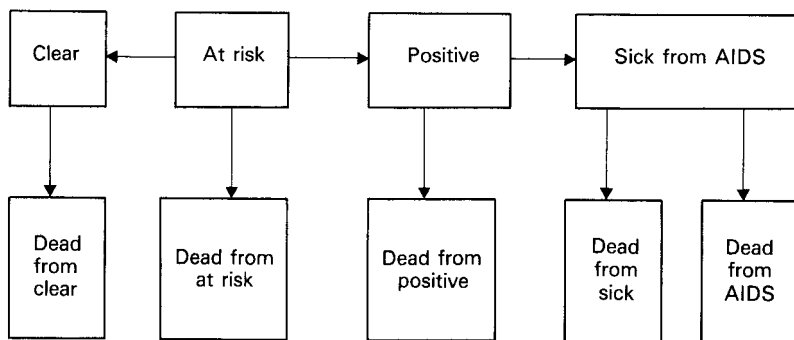 Clear
At risk
Positive
Sick from AIDS
Dead
from
clear
Dead from
at risk
Dead from
positive
Dead
from
sick
Dead
from
AIDS